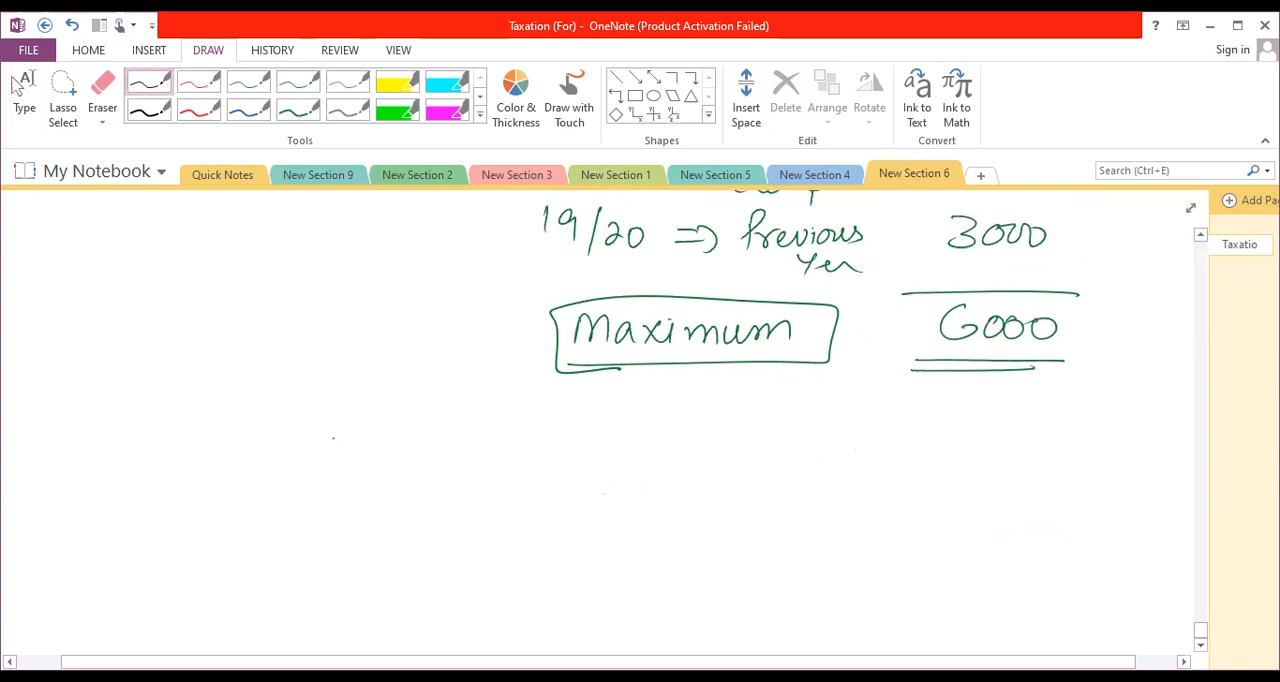 Taxation (For) - OneNote (Product Activation Failed)
?
FILE HOME INSERT DRAW HISTORY REVIEW VIEW
Sign in
Type
Lasso Select
Eraser
Color & Thickness
Draw with Touch
Insert Space
Delete
Arrange
Rotate
Ink to Text
Ink to Math
Tools
Shapes
Edit
Convert
My Notebook
Quick Notes
New Section 9
New Section 2
New Section 3
New Section 1
New Section 5
New Section 4
New Section 6
Search (Ctrl+E)
Add Pa
Taxatio
19/20 ⇒ Previous 3000
Yer
Maximum 6000